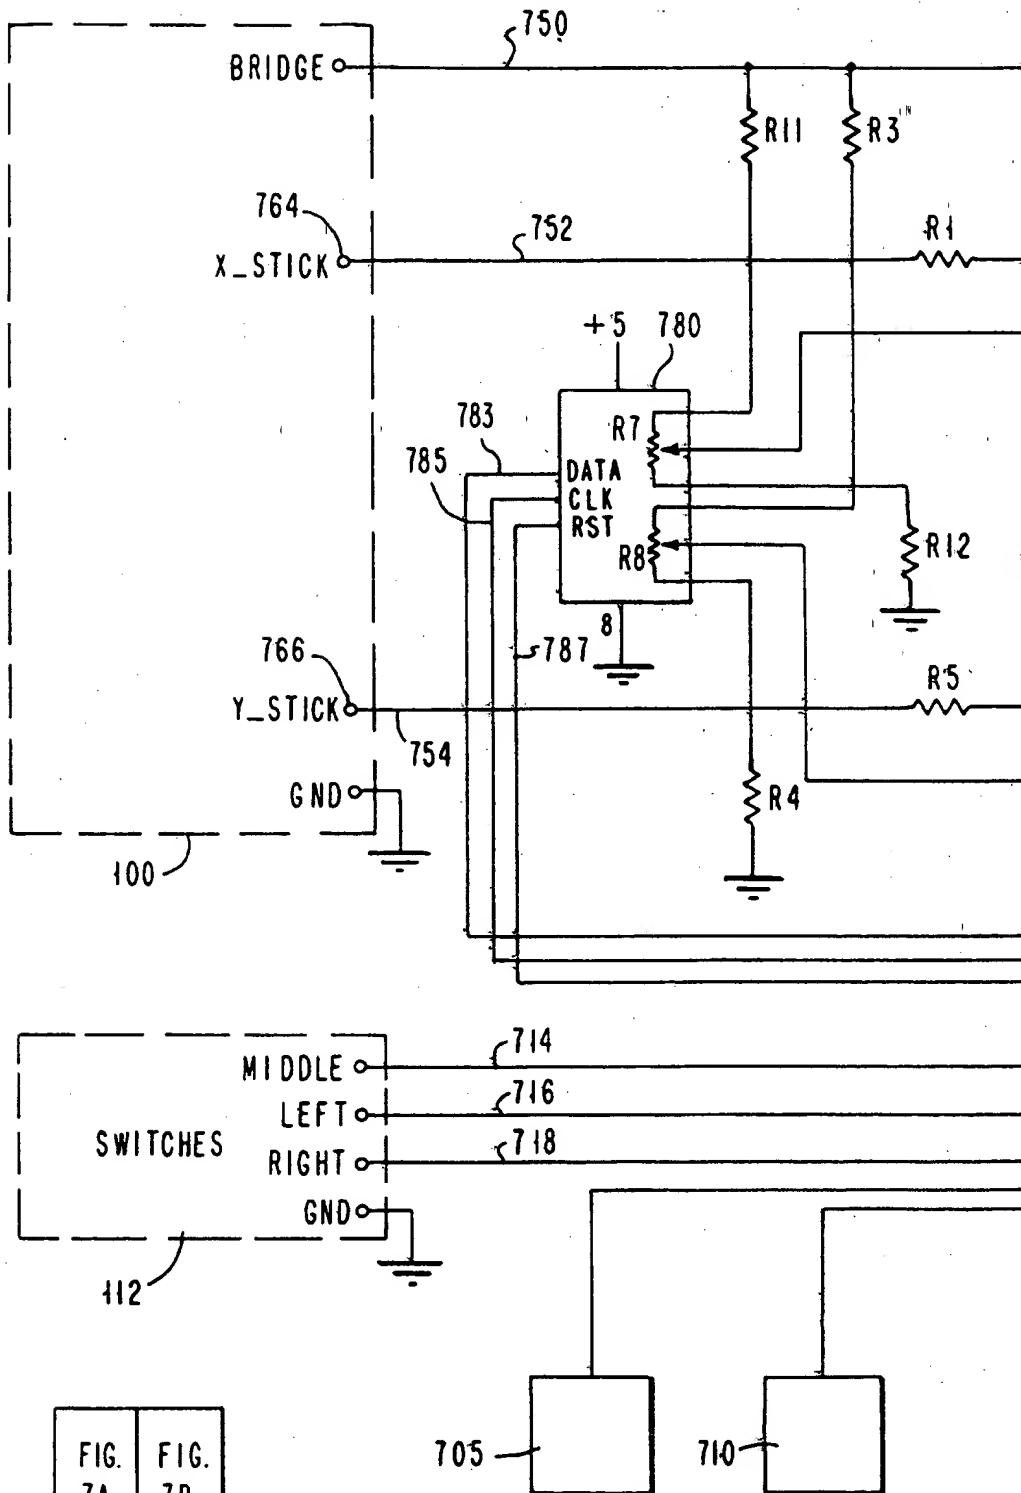 750
BRIDGE
R11
R3
764
752
R1
X_STICK
+5
780
783
R7
785
DATA
CLK
RST
R8
R12
8
787
766
R5
Y_STICK
754
GND
R4
100
714
MIDDLE
716
LEFT
SWITCHES
718
RIGHT
GND
112
FIG. FIG.
7A 7B
705
710